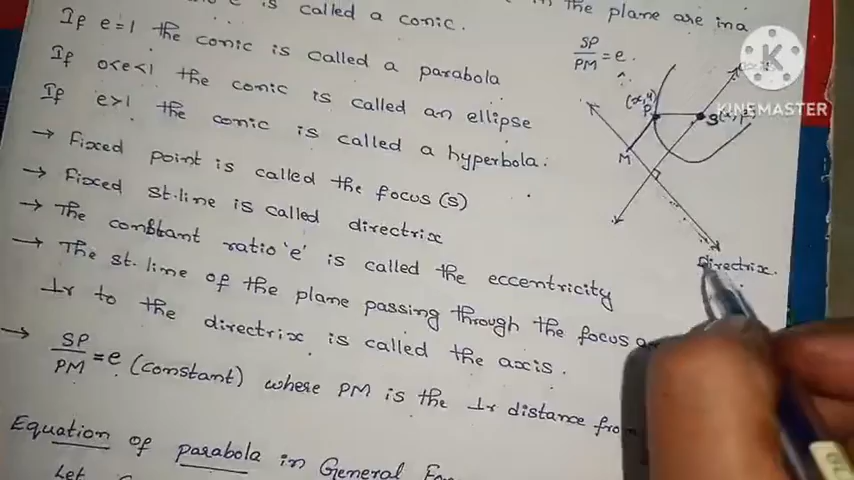 is called a conic. in the plane are in a
If e=1 the conic is called a parabola
If 0<e<1 the conic is called an ellipse
If e>1 the conic is called a hyperbola.
→ Fixed point is called the focus (S)
→ Fixed st.line is called directrix
→ The constant ratio 'e' is called the eccentricity
→ The st.line of the plane passing through the focus
⊥r to the directrix is called the axis.
→ SP/PM = e (constant) where PM is the ⊥r distance from
Equation of parabola in General
Let
SP/PM = e.
(x,y)
P
S
M
Directrix.
K
KINEMASTER